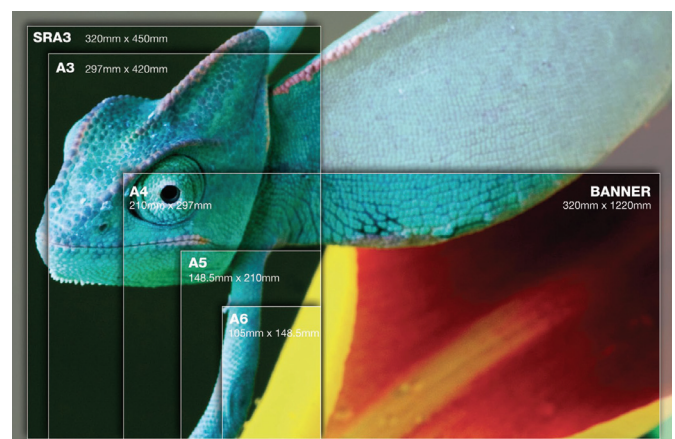 SRA3 320mm x 450mm
A3 297mm x 420mm
A4
210mm x 297mm
BANNER
320mm x 1220mm
A5
148.5mm x 210mm
A6
105mm x 148.5mm